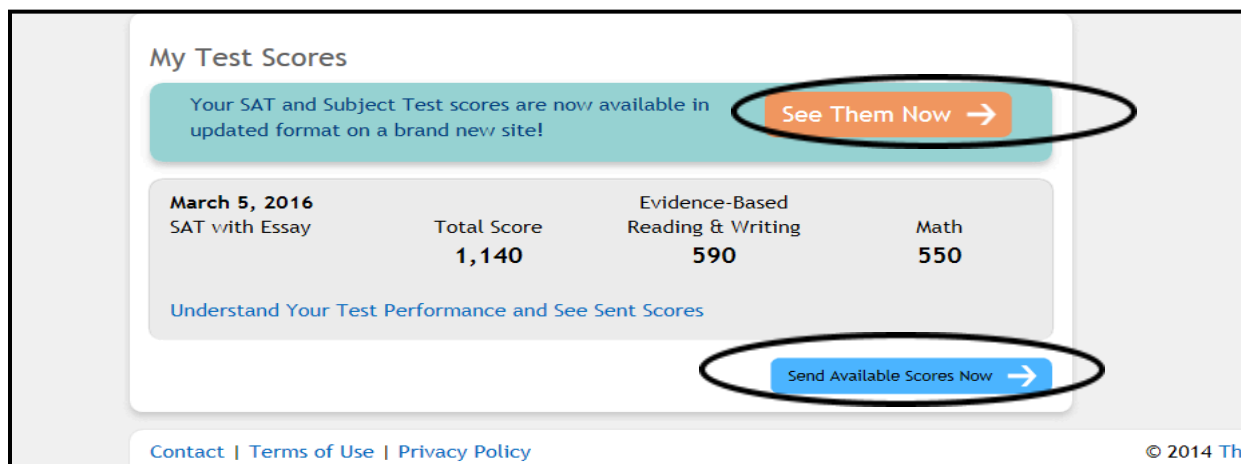 My Test Scores
Your SAT and Subject Test scores are now available in
updated format on a brand new site!
See Them Now
March 5, 2016
SAT with Essay
Total Score
1,140
Evidence-Based
Reading & Writing
590
Math
550
Understand Your Test Performance and See Sent Scores
Send Available Scores Now
Contact | Terms of Use | Privacy Policy
© 2014 Th